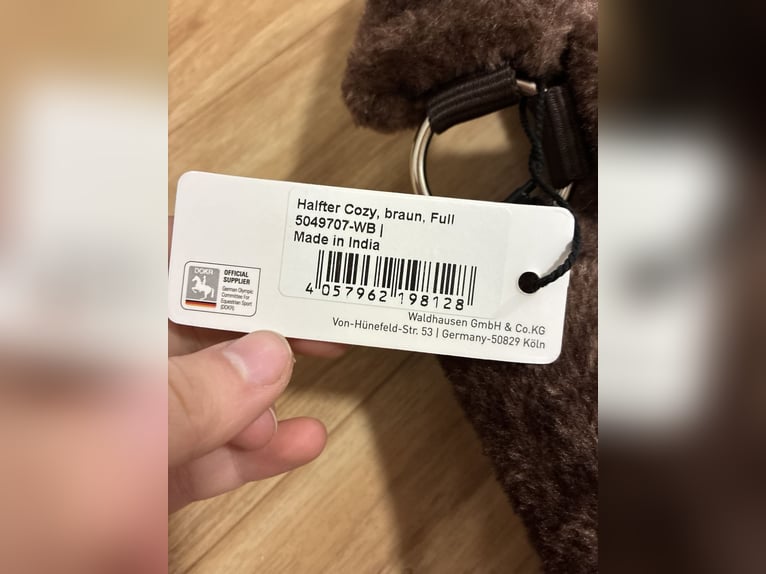 Halfter Cozy, braun, Full
5049707-WB |
Made in India
4 057962 198128
DOKR
OFFICIAL
SUPPLIER
German Olympic
Committee For
Equestrian Sport
(DOKR)
Waldhausen GmbH & Co.KG
Von-Hünefeld-Str. 53 | Germany-50829 Köln